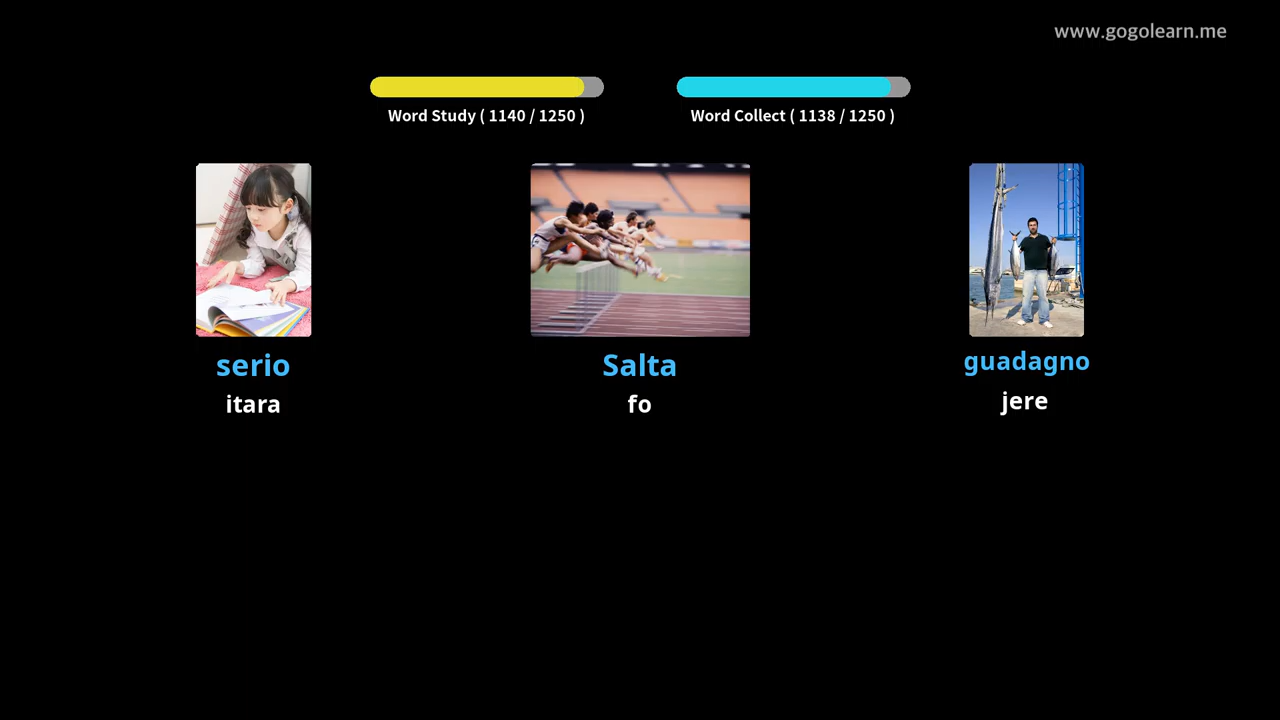 www.gogolearn.me
Word Study ( 1140 / 1250 )
Word Collect ( 1138 / 1250 )
serio
Salta
guadagno
itara
fo
jere